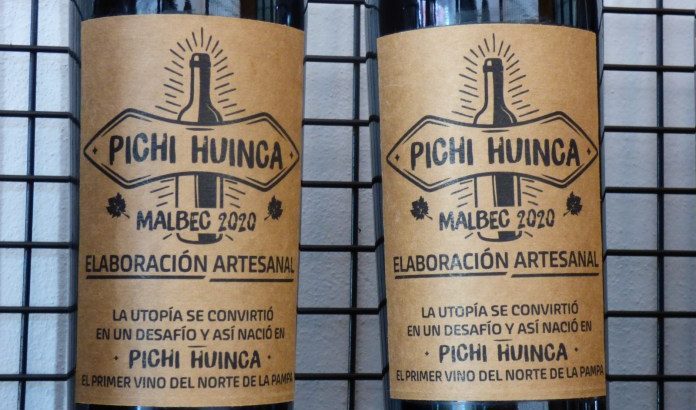 PICHI HUINCA
MALBEC 2020
ELABORACIÓN ARTESANAL
LA UTOPÍA SE CONVIRTIÓ
EN UN DESAFÍO Y ASÍ NACIÓ EN
PICHI HUINCA
EL PRIMER VINO DEL NORTE DE LA PAMPA
PICHI HUINCA
MALBEC 2020
ELABORACIÓN ARTESANAL
LA UTOPÍA SE CONVIRTIÓ
EN UN DESAFÍO Y ASÍ NACIÓ EN
PICHI HUINCA
EL PRIMER VINO DEL NORTE DE LA PAMPA